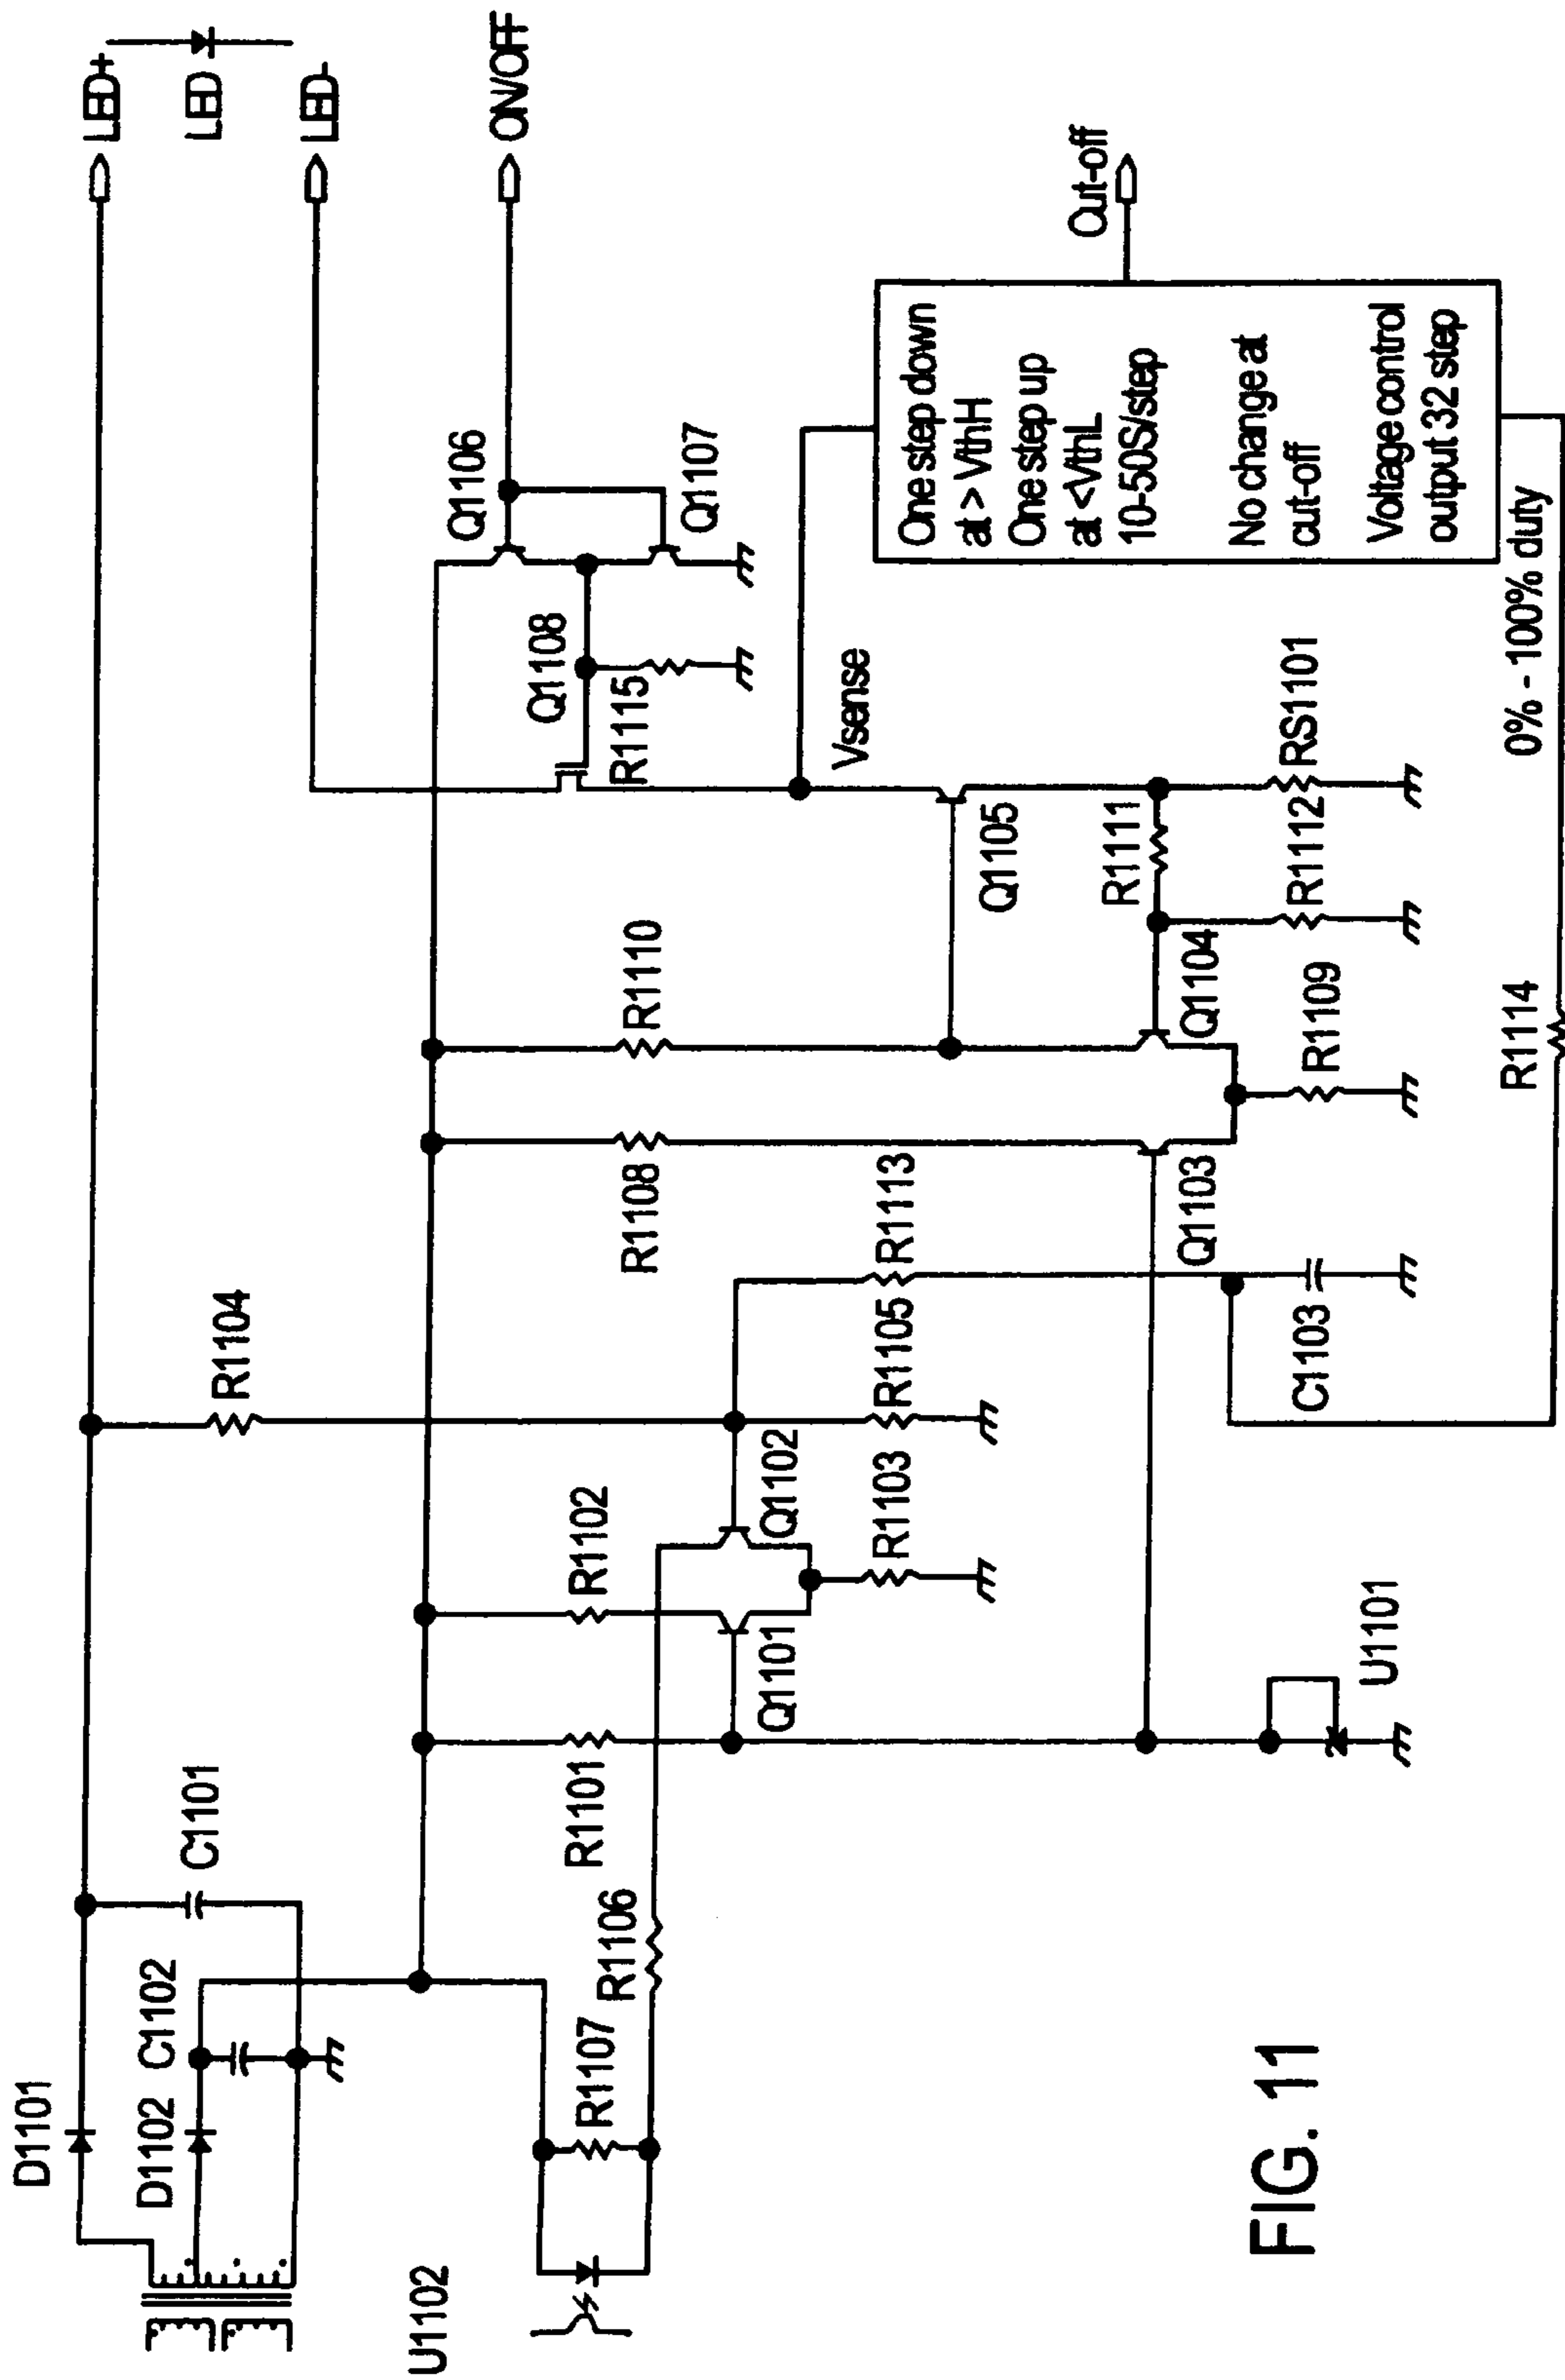 D1101
D1102
C1102
C1101
U1102
R1107
R1106
R1101
Q1101
R1102
Q1102
R1103
R1104
R1105
R1113
C1103
U1101
R1108
Q1103
R1110
Q1104
R1109
R1111
R1112
Q1105
RS1101
R1114
Vsense
Q1108
R1115
Q1106
Q1107
LED+
LED
LED-
ON/OFF
Cut-off
One step down
at > VthH
One step up
at <VthL
10-50S/step
No change at
cut-off
Voltage control
output 32 step
0% - 100% duty
FIG. 11